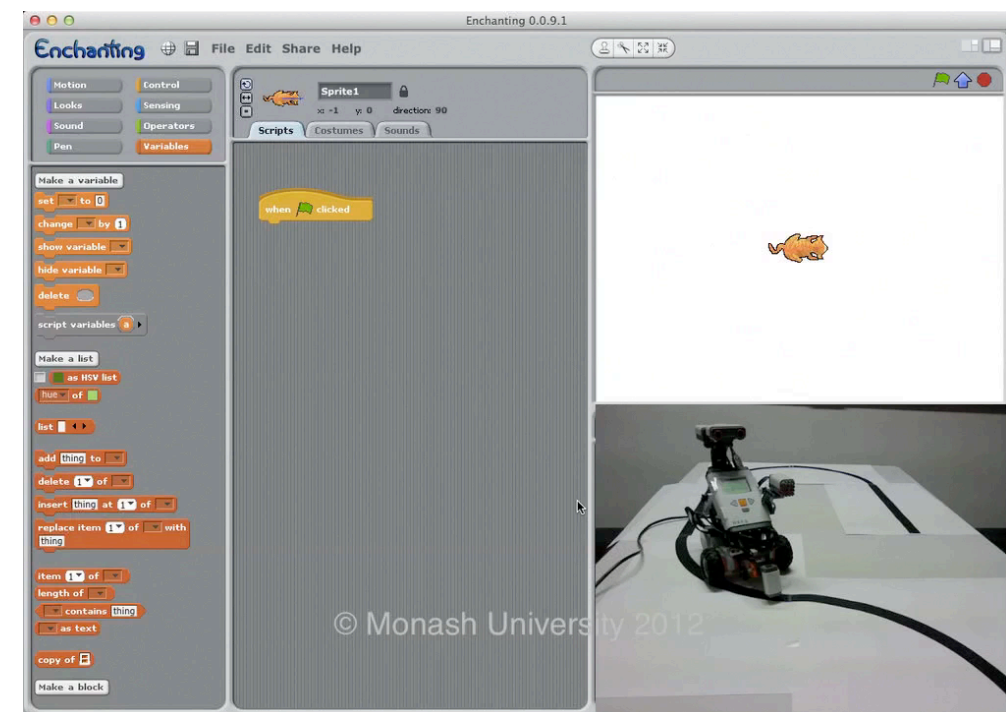 Enchanting 0.0.9.1
Enchanting File Edit Share Help
Motion Control
Looks Sensing
Sound Operators
Pen Variables
Sprite1
x: -1 y: 0 direction: 90
Scripts Costumes Sounds
Make a variable
set to 0
change by 1
show variable
hide variable
delete
script variables a
Make a list
as HSV list
hue of
list
add thing to
delete 1 of
insert thing at 1 of
replace item 1 of with
thing
item 1 of
length of
contains thing
as text
copy of
Make a block
when clicked
© Monash University 2012